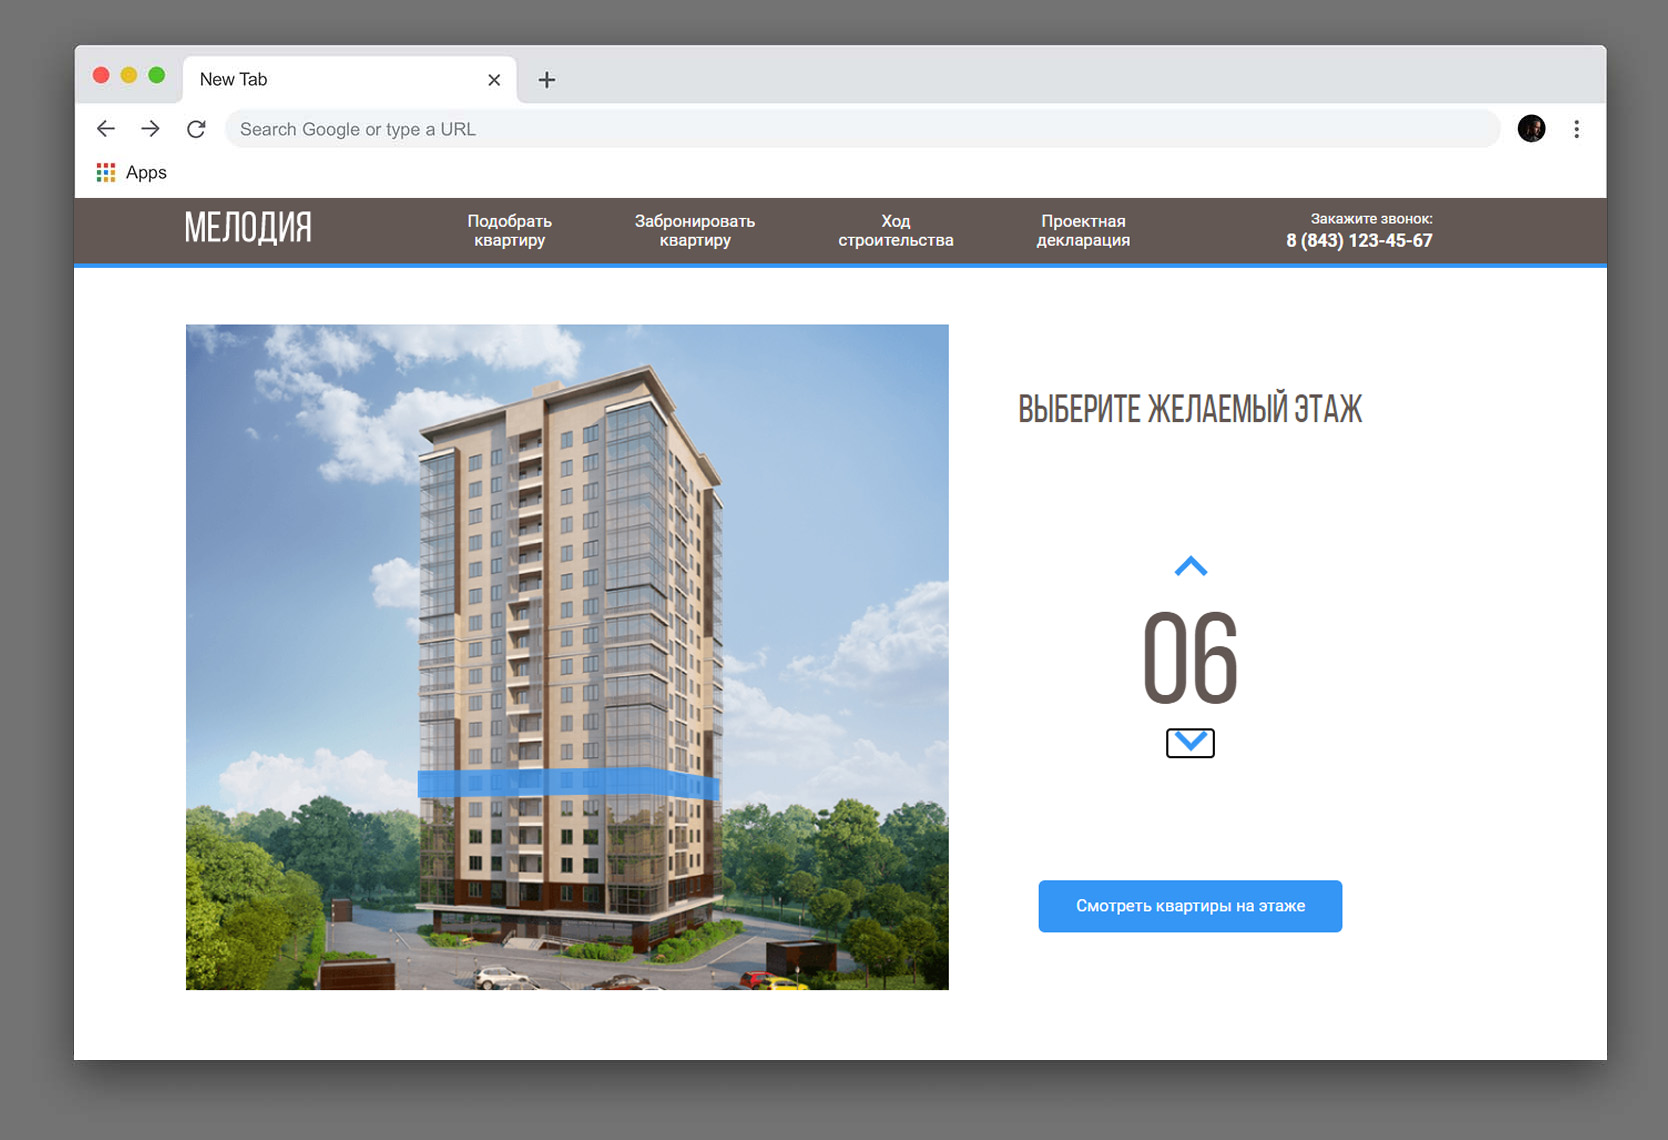 New Tab
Search Google or type a URL
Apps
МЕЛОДИЯ
Подобрать
квартиру
Забронировать
квартиру
Ход
строительства
Проектная
декларация
Закажите звонок:
8 (843) 123-45-67
ВЫБЕРИТЕ ЖЕЛАЕМЫЙ ЭТАЖ
06
Смотреть квартиры на этаже